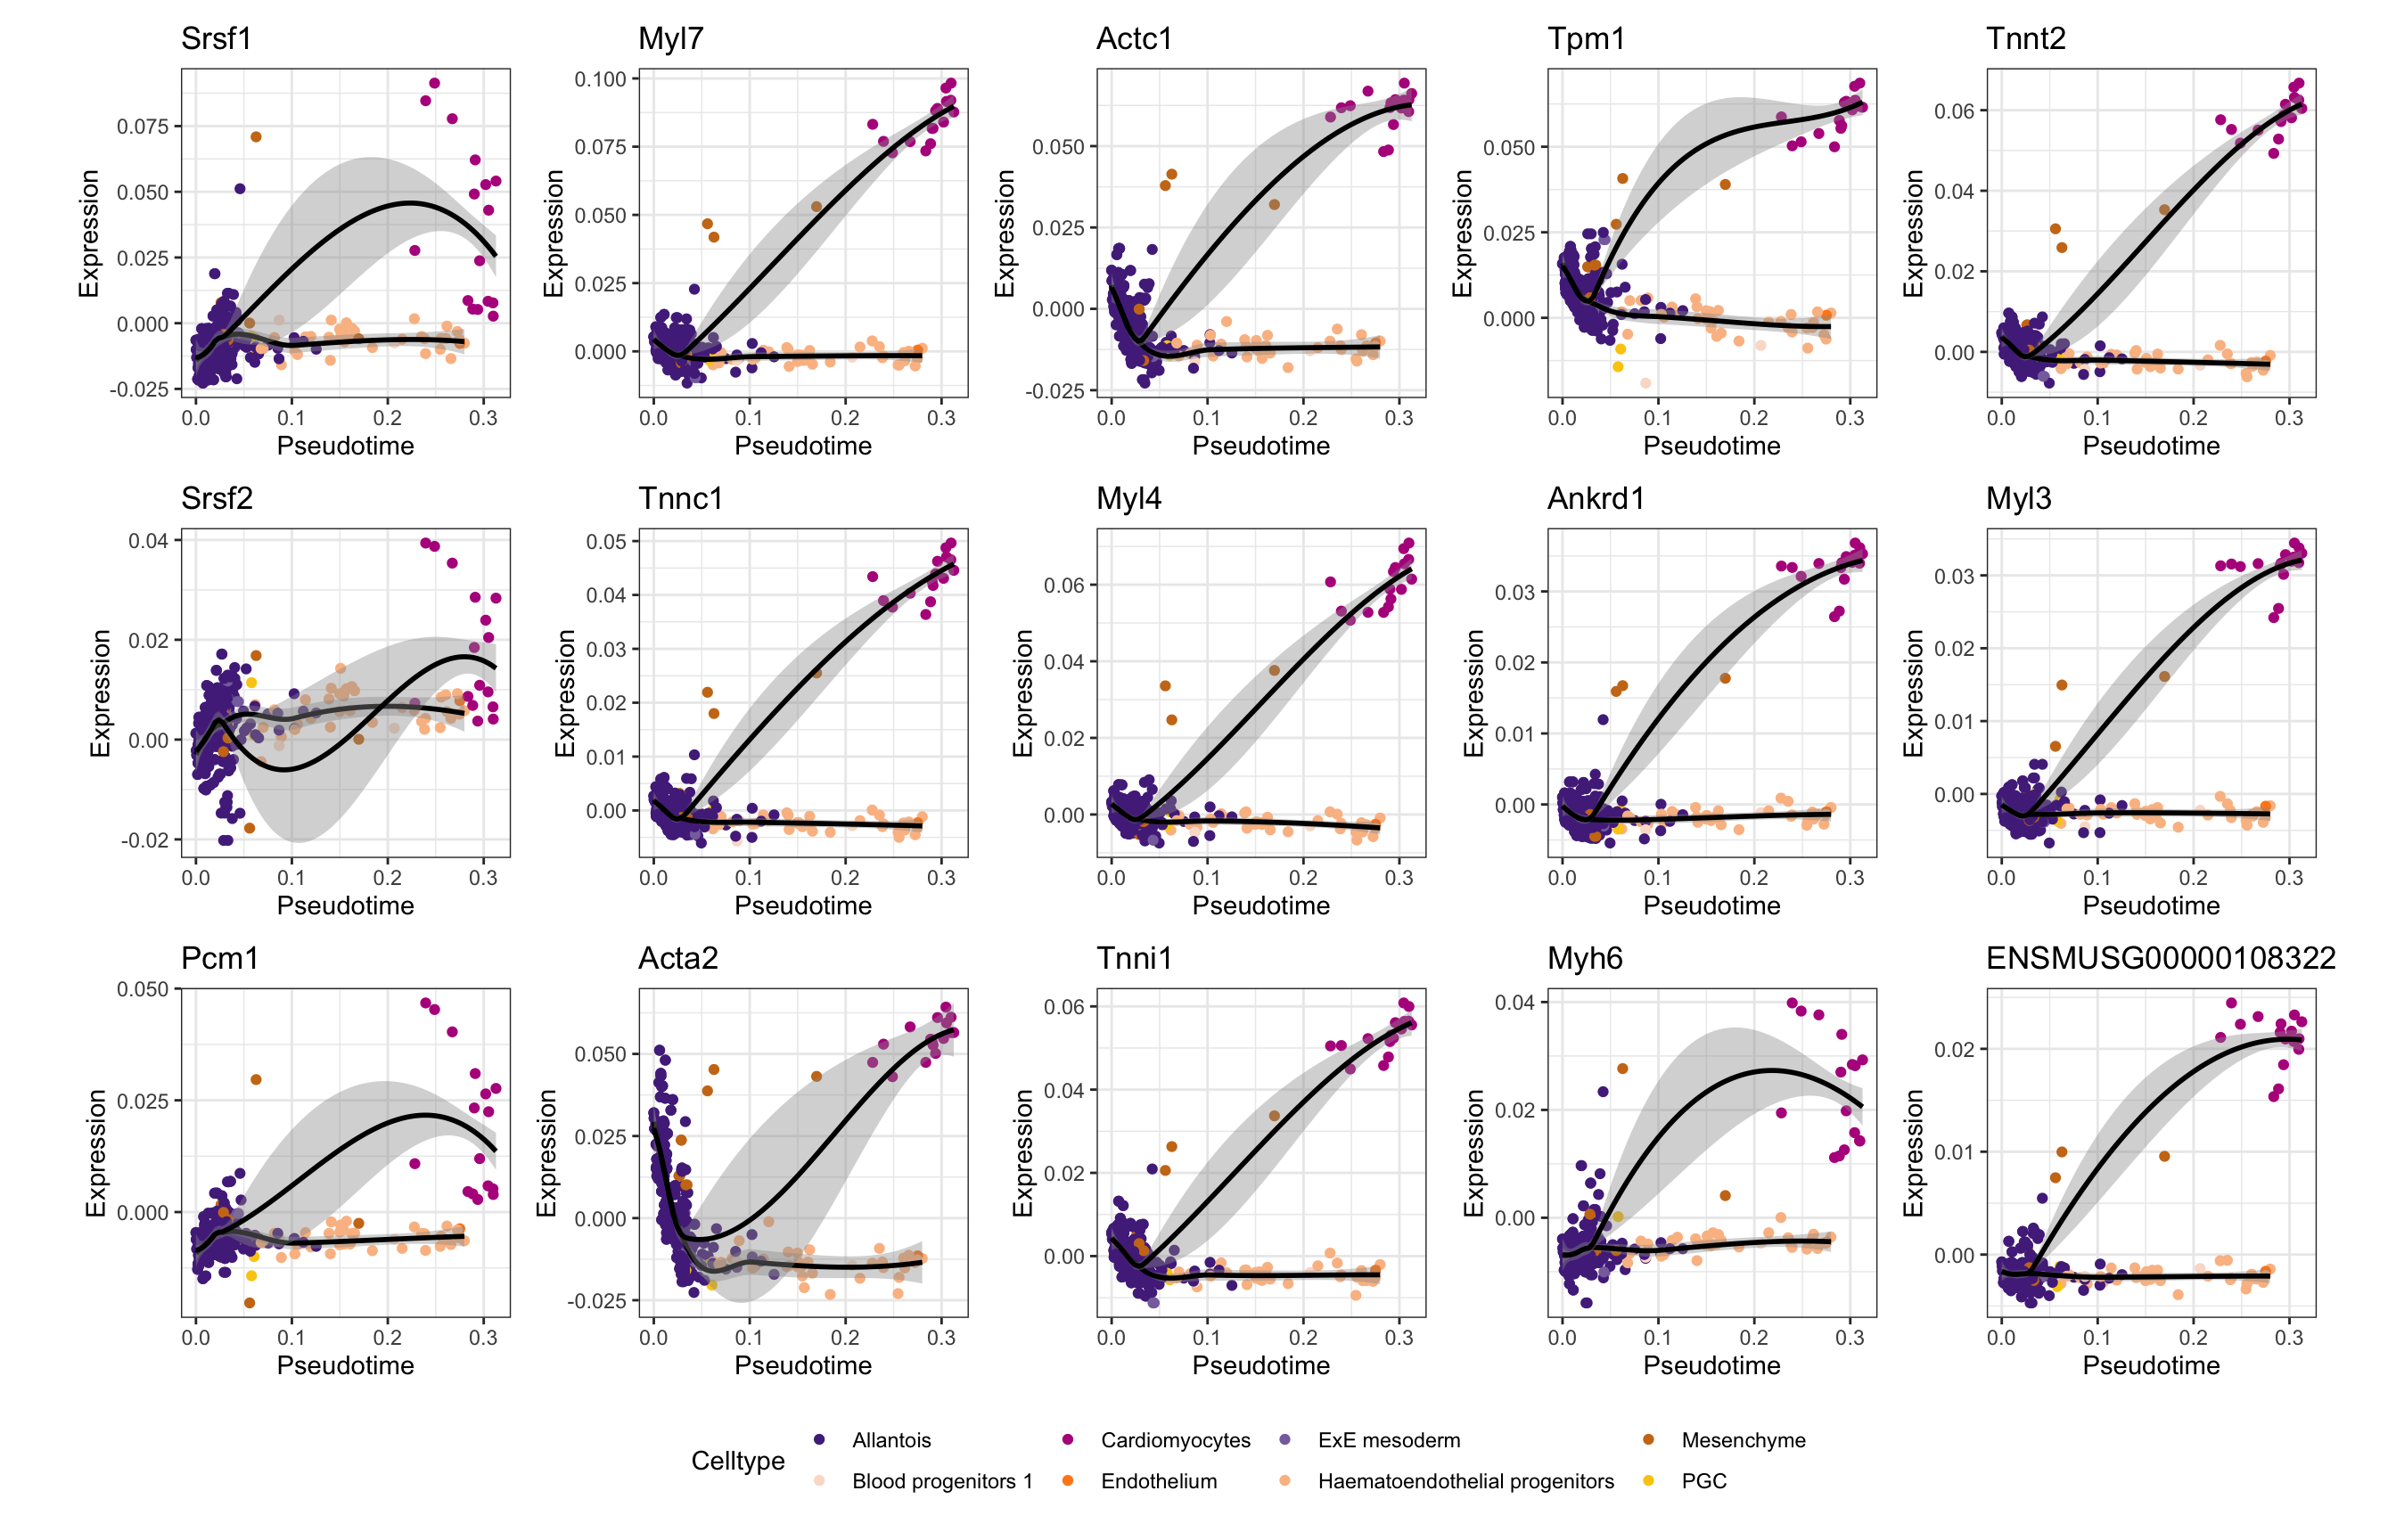 Srsf1 Myl7 Actc1 Tpm1 Tnnt2
0.075 0.050 0.025 0.000 -0.025
0.100 0.075 0.050 0.025 0.000
0.050 0.025 0.000 -0.025
0.050 0.025 0.000
0.06 0.04 0.02 0.00
Expression Expression Expression Expression Expression
0.0 0.1 0.2 0.3 0.0 0.1 0.2 0.3 0.0 0.1 0.2 0.3 0.0 0.1 0.2 0.3 0.0 0.1 0.2 0.3
Pseudotime Pseudotime Pseudotime Pseudotime Pseudotime
Srsf2 Tnnc1 Myl4 Ankrd1 Myl3
0.04 0.02 0.00 -0.02
0.05 0.04 0.03 0.02 0.01 0.00
0.06 0.04 0.02 0.00
0.03 0.02 0.01 0.00
0.03 0.02 0.01 0.00
Expression Expression Expression Expression Expression
0.0 0.1 0.2 0.3 0.0 0.1 0.2 0.3 0.0 0.1 0.2 0.3 0.0 0.1 0.2 0.3 0.0 0.1 0.2 0.3
Pseudotime Pseudotime Pseudotime Pseudotime Pseudotime
Pcm1 Acta2 Tnni1 Myh6 ENSMUSG00000108322
0.050 0.025 0.000
0.050 0.025 0.000 -0.025
0.06 0.04 0.02 0.00
0.04 0.02 0.00
0.02 0.01 0.00
Expression Expression Expression Expression Expression
0.0 0.1 0.2 0.3 0.0 0.1 0.2 0.3 0.0 0.1 0.2 0.3 0.0 0.1 0.2 0.3 0.0 0.1 0.2 0.3
Pseudotime Pseudotime Pseudotime Pseudotime Pseudotime
Celltype
Allantois Cardiomyocytes ExE mesoderm Mesenchyme
Blood progenitors 1 Endothelium Haematoendothelial progenitors PGC